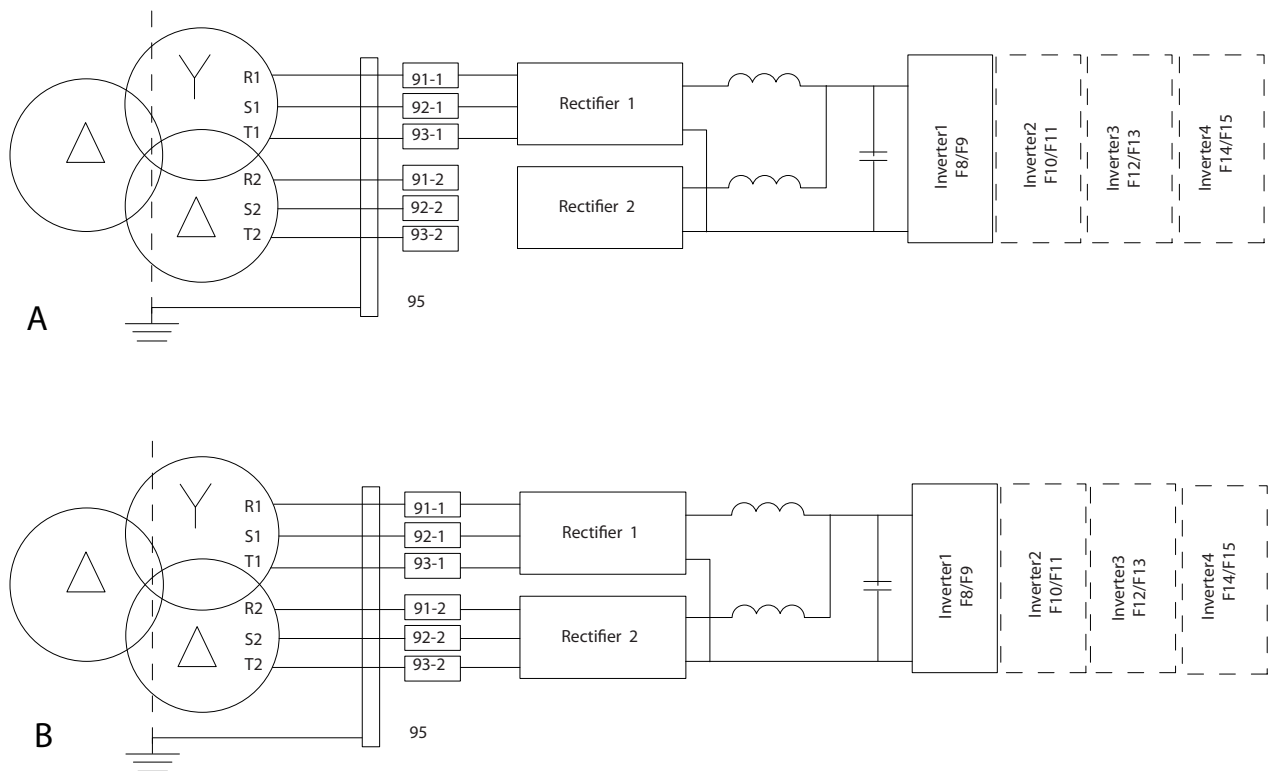 R1
91-1
S1
92-1
T1
93-1
Rectifier 1
R2
91-2
S2
92-2
T2
93-2
Rectifier 2
Inverter1
F8/F9
Inverter2
F10/F11
Inverter3
F12/F13
Inverter4
F14/F15
95
A
R1
91-1
S1
92-1
T1
93-1
Rectifier 1
R2
91-2
S2
92-2
T2
93-2
Rectifier 2
Inverter1
F8/F9
Inverter2
F10/F11
Inverter3
F12/F13
Inverter4
F14/F15
95
B